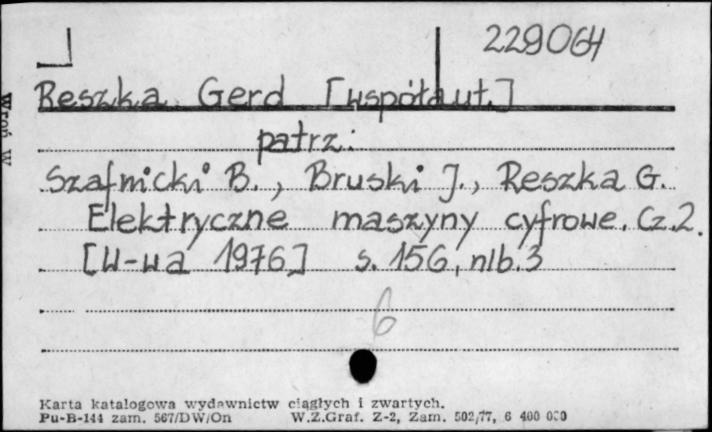 229064
Reszka Gerd [współaut.]
patrz:
Szafrnicki B., Bruski J., Reszka G.
Elektryczne maszyny cyfrowe. Cz.2.
[W-wa 1976] s. 156, nlb. 3
6
Karta katalogowa wydawnictw ciągłych i zwartych.
Pu-B-144 zam. 567/DW/On W.Z.Graf. Z-2, Zam. 502/77, 6 400 000